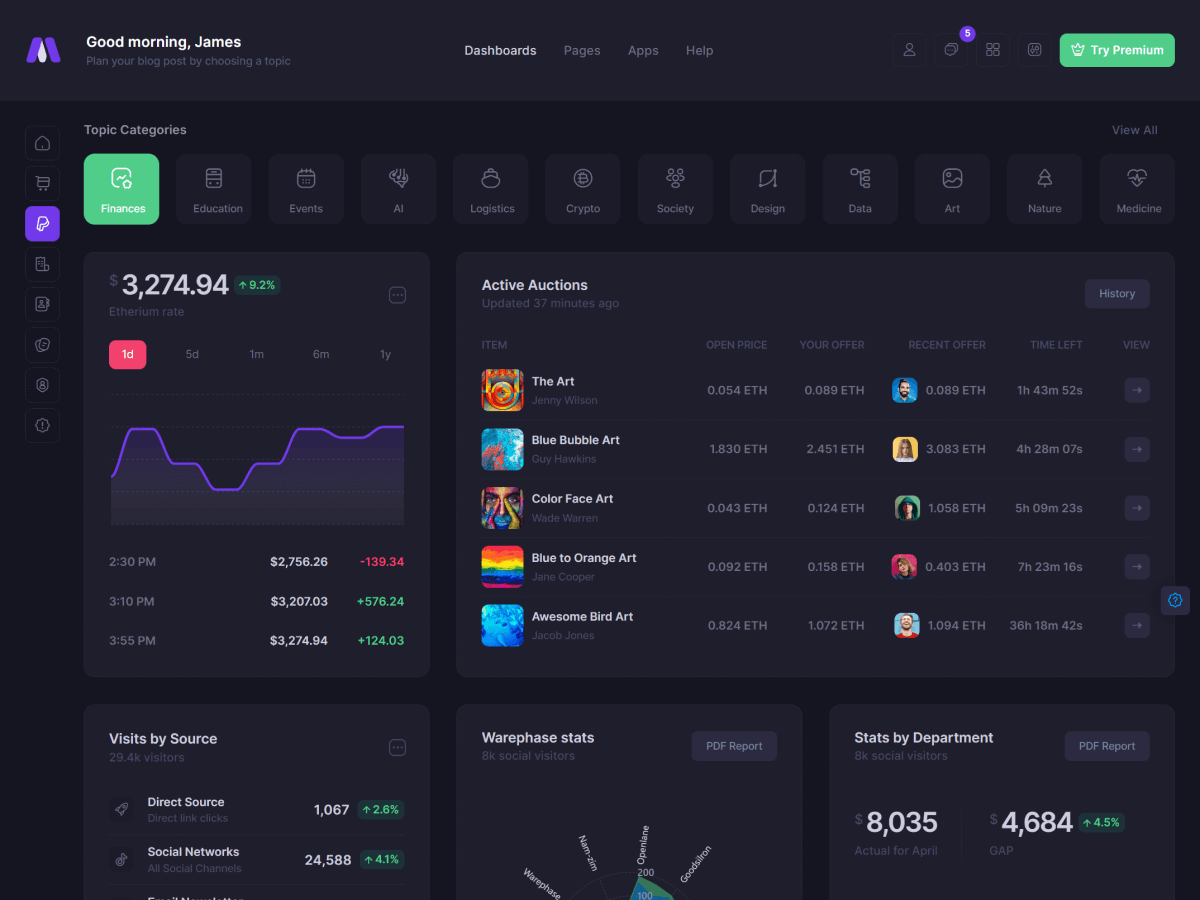 Good morning, James
Plan your blog post by choosing a topic
Dashboards Pages Apps Help
5
Try Premium
Topic Categories
View All
Finances Education Events AI Logistics Crypto Society Design Data Art Nature Medicine
$ 3,274.94 9.2%
Etherium rate
1d 5d 1m 6m 1y
2:30 PM $2,756.26 -139.34
3:10 PM $3,207.03 +576.24
3:55 PM $3,274.94 +124.03
Active Auctions
Updated 37 minutes ago
History
ITEM OPEN PRICE YOUR OFFER RECENT OFFER TIME LEFT VIEW
The Art
Jenny Wilson
0.054 ETH 0.089 ETH 0.089 ETH 1h 43m 52s
Blue Bubble Art
Guy Hawkins
1.830 ETH 2.451 ETH 3.083 ETH 4h 28m 07s
Color Face Art
Wade Warren
0.043 ETH 0.124 ETH 1.058 ETH 5h 09m 23s
Blue to Orange Art
Jane Cooper
0.092 ETH 0.158 ETH 0.403 ETH 7h 23m 16s
Awesome Bird Art
Jacob Jones
0.824 ETH 1.072 ETH 1.094 ETH 36h 18m 42s
Visits by Source
29.4k visitors
Direct Source
Direct link clicks
1,067 2.6%
Social Networks
All Social Channels
24,588 4.1%
Email Newsletter
Warephase stats
8k social visitors
PDF Report
Warephase
Nam-zim
Openlane
Goodsilron
200
100
Stats by Department
8k social visitors
PDF Report
$ 8,035
Actual for April
$ 4,684 4.5%
GAP